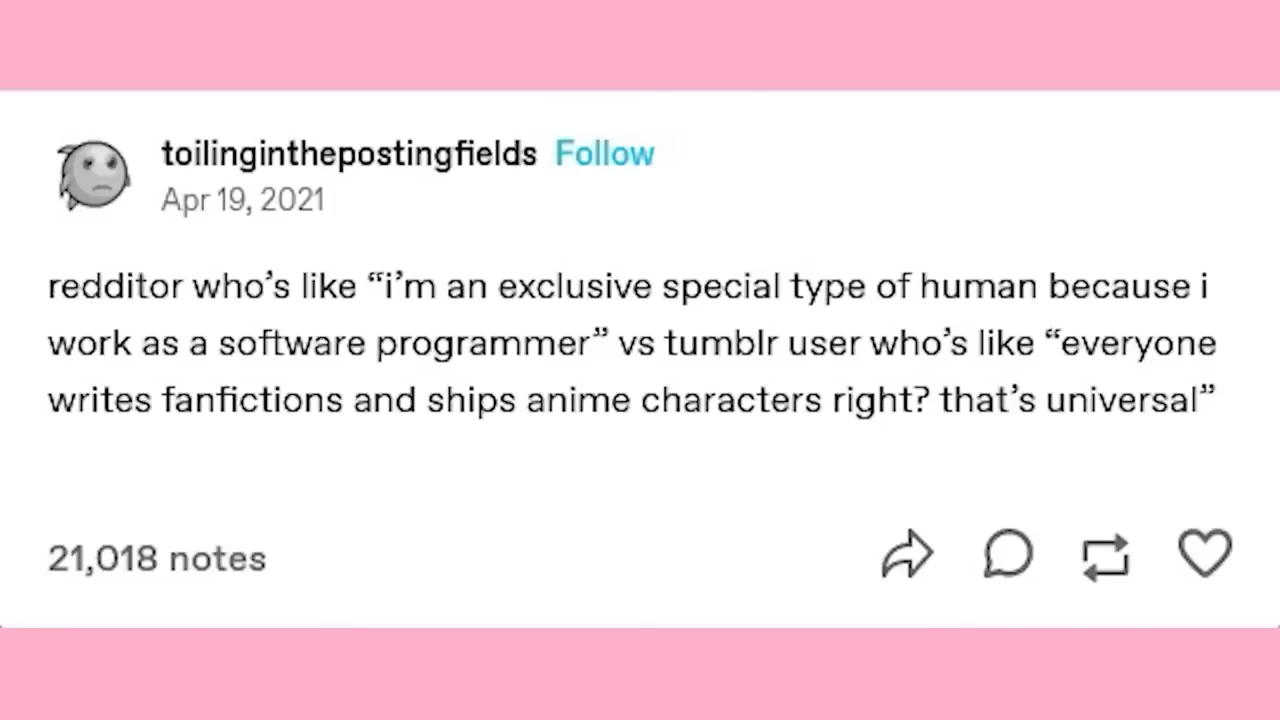 toilinginthepostingfields Follow
Apr 19, 2021
redditor who’s like “i’m an exclusive special type of human because i
work as a software programmer” vs tumblr user who’s like “everyone
writes fanfictions and ships anime characters right? that’s universal”
21,018 notes